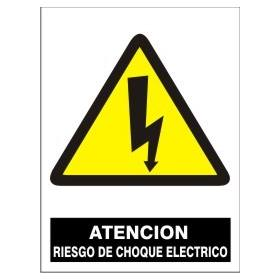 ATENCION
RIESGO DE CHOQUE ELECTRICO